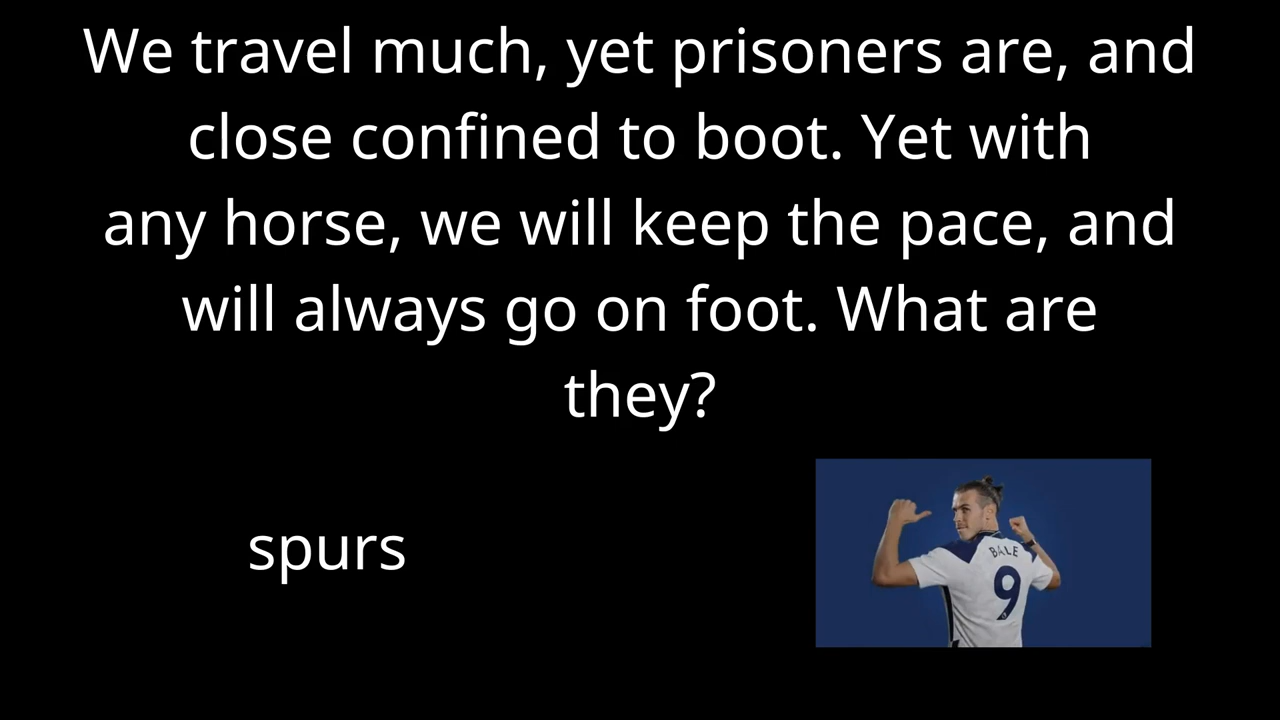 We travel much, yet prisoners are, and
close confined to boot. Yet with
any horse, we will keep the pace, and
will always go on foot. What are
they?
spurs
BALE
9